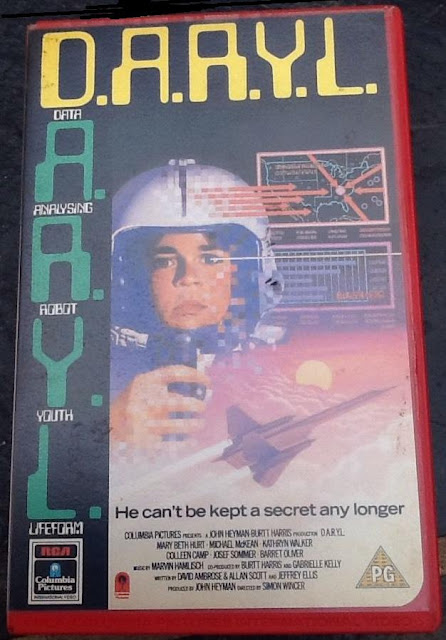 D.A.R.Y.L.
DATA
A.
ANALYSING
R.
ROBOT
Y.
YOUTH
L.
LIFEFORM
He can't be kept a secret any longer
COLUMBIA PICTURES PRESENTS A JOHN HEYMAN·BURTT HARRIS PRODUCTION D.A.R.Y.L.
MARY BETH HURT · MICHAEL McKEAN · KATHRYN WALKER
COLLEEN CAMP · JOSEF SOMMER · BARRET OLIVER
MUSIC BY MARVIN HAMLISCH CO-PRODUCED BY BURTT HARRIS AND GABRIELLE KELLY
WRITTEN BY DAVID AMBROSE & ALLAN SCOTT AND JEFFREY ELLIS
PRODUCED BY JOHN HEYMAN DIRECTED BY SIMON WINCER
RCA
Columbia
Pictures
INTERNATIONAL VIDEO
PG